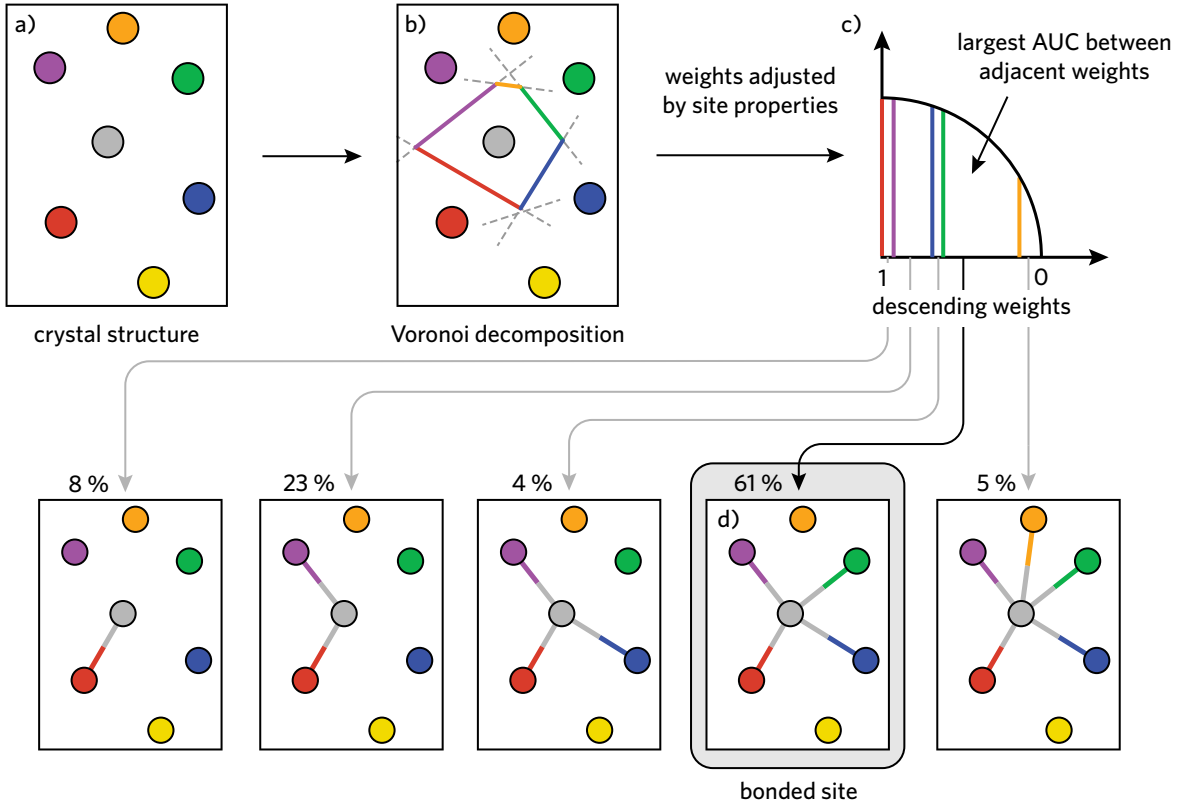 a)
b)
c)
weights adjusted
by site properties
largest AUC between
adjacent weights
1
0
descending weights
crystal structure
Voronoi decomposition
8 %
23 %
4 %
61 %
5 %
d)
bonded site